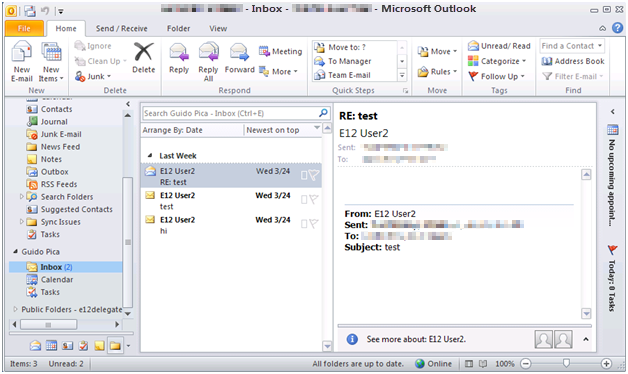 - Inbox - - Microsoft Outlook
File Home Send / Receive Folder View
New E-mail
New Items
New
Ignore
Clean Up
Junk
Delete
Delete
Reply
Reply All
Forward
Meeting
IM
More
Respond
Move to: ?
To Manager
Team E-mail
Quick Steps
Move
Rules
Move
Unread/ Read
Categorize
Follow Up
Tags
Find a Contact
Address Book
Filter E-mail
Find
Contacts
Journal
Junk E-mail
News Feed
Notes
Outbox
RSS Feeds
Search Folders
Suggested Contacts
Sync Issues
Tasks
Guido Pica
Inbox (2)
Calendar
Tasks
Public Folders - e12delegate
Search Guido Pica - Inbox (Ctrl+E)
Arrange By: Date Newest on top
Last Week
E12 User2 Wed 3/24
RE: test
E12 User2 Wed 3/24
test
E12 User2 Wed 3/24
hi
RE: test
E12 User2
Sent:
To:
From: E12 User2
Sent:
To:
Subject: test
See more about: E12 User2.
No upcoming appoint...
Today: 0 Tasks
Items: 3 Unread: 2 All folders are up to date. Online 100%